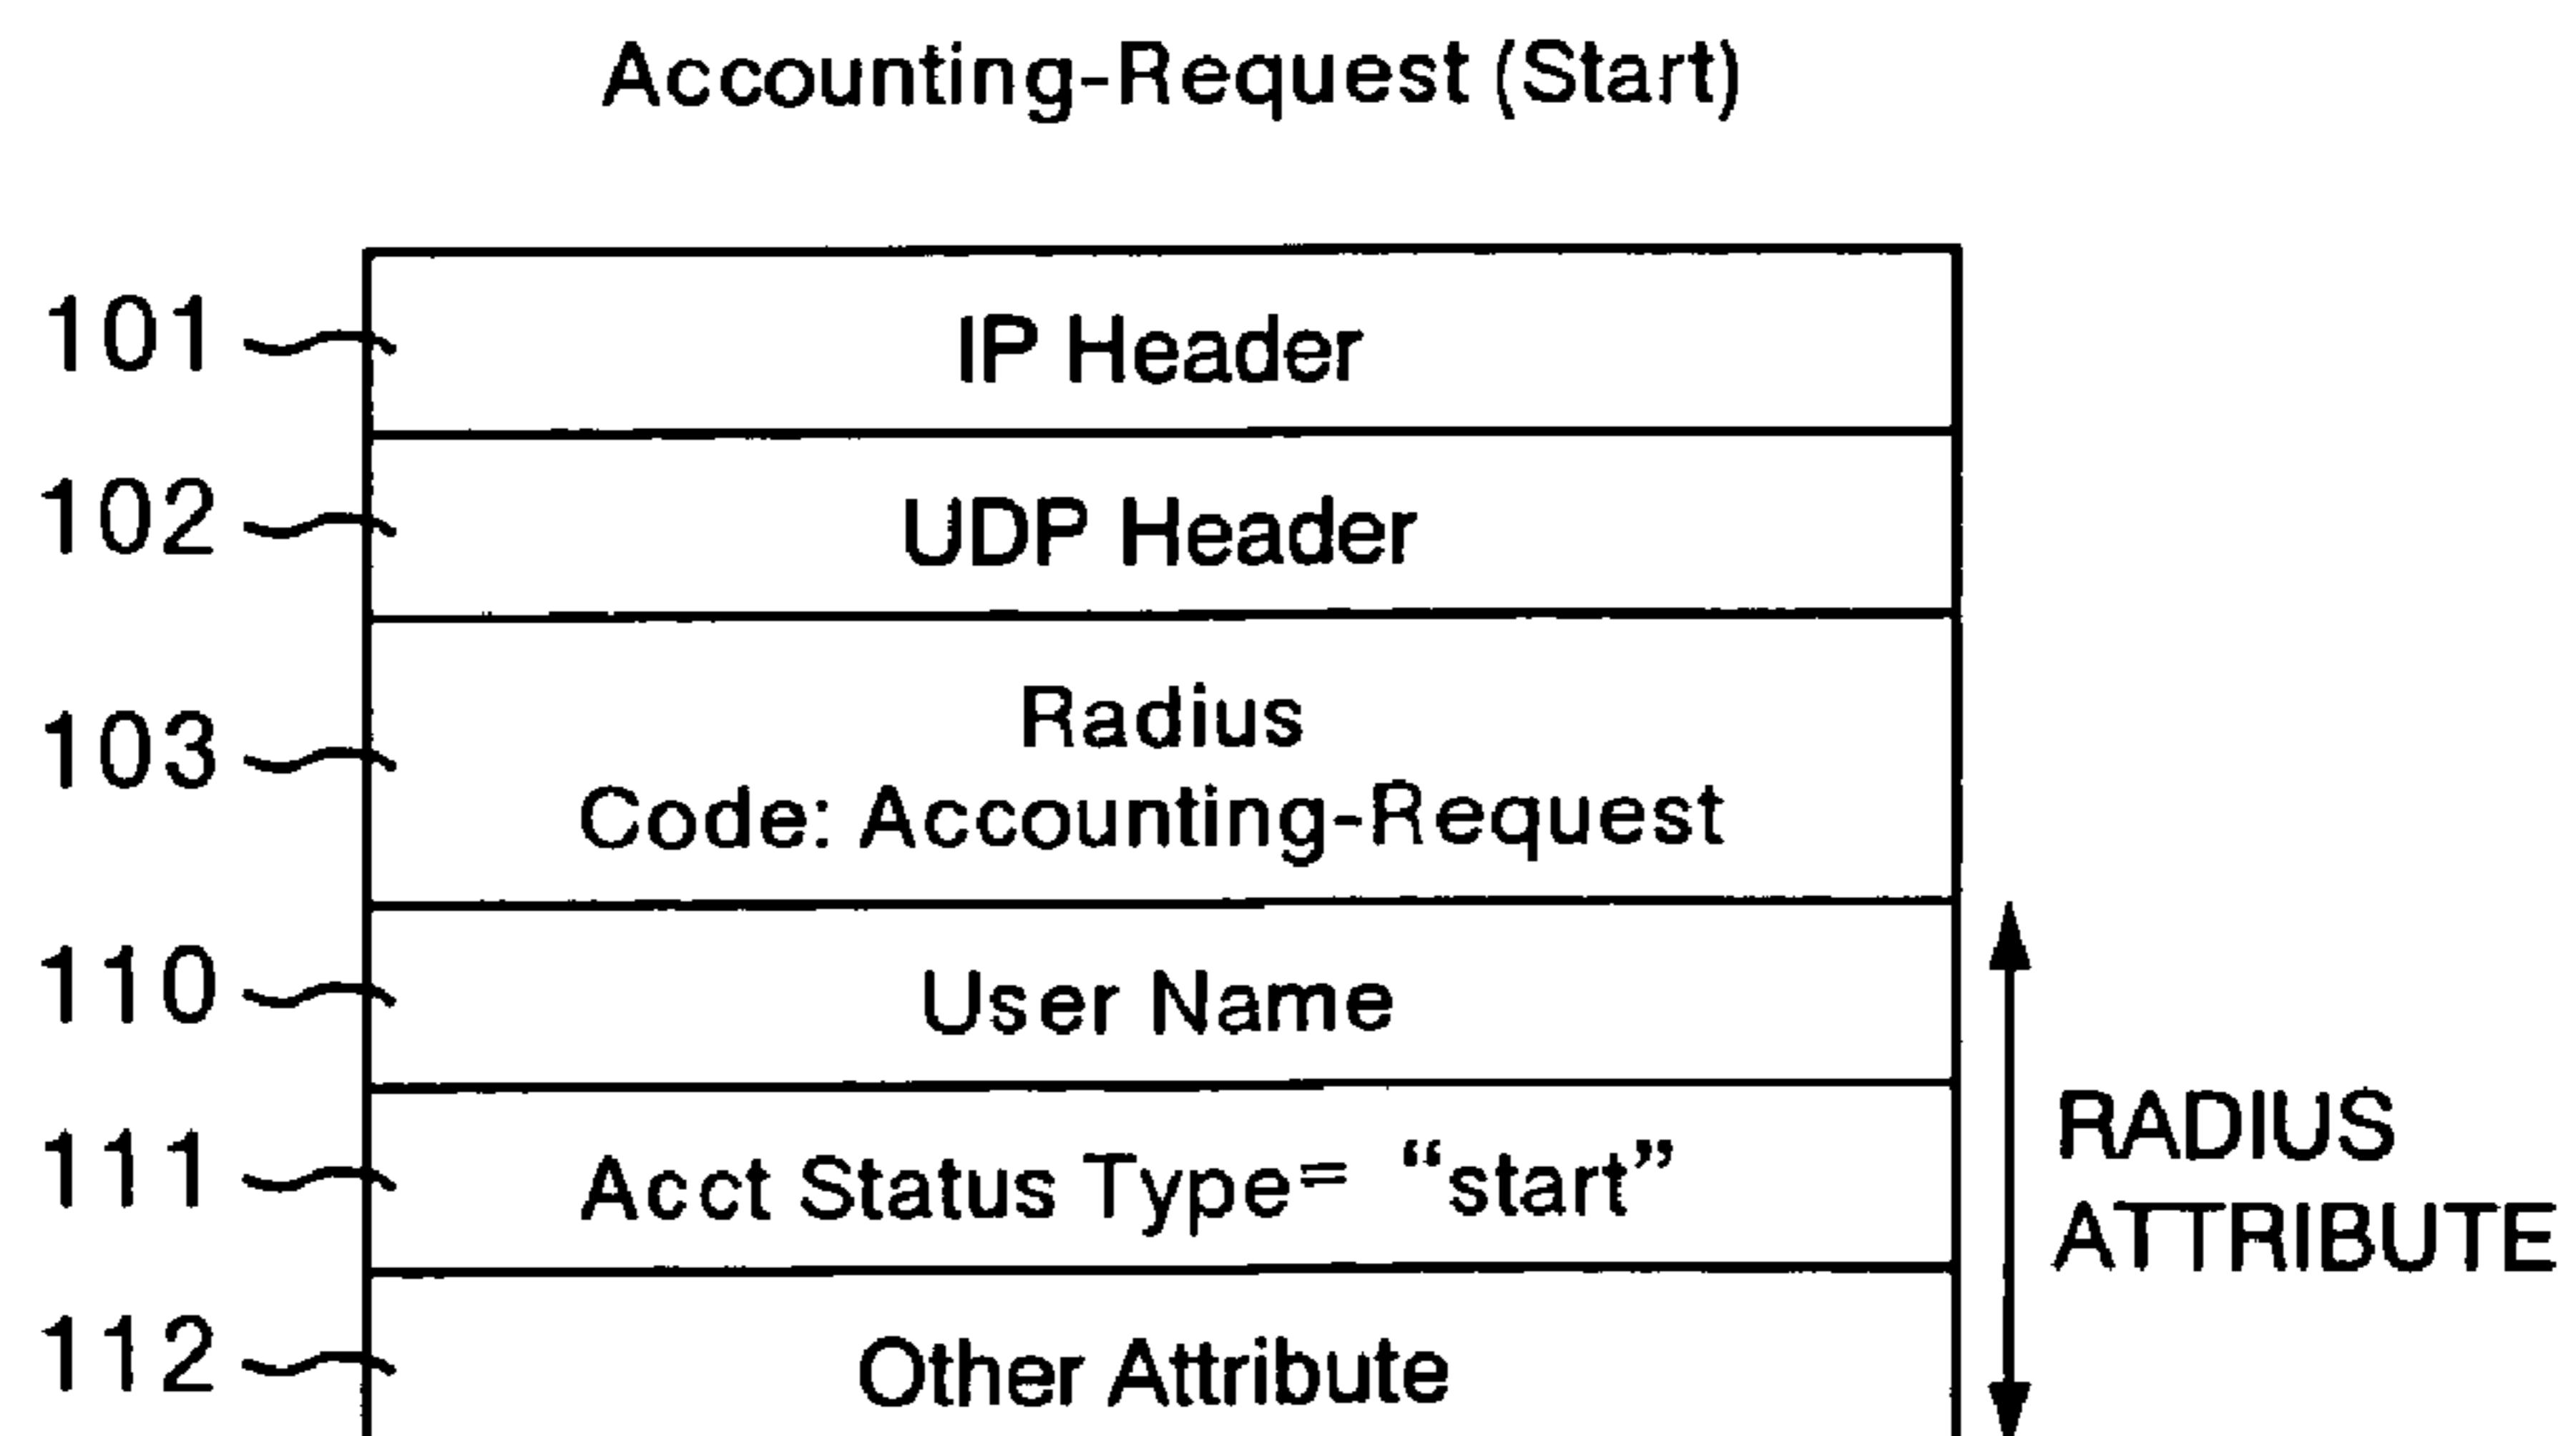 Accounting-Request (Start)
101 IP Header
102 UDP Header
103 Radius
Code: Accounting-Request
110 User Name
111 Acct Status Type= “start”
112 Other Attribute
RADIUS
ATTRIBUTE